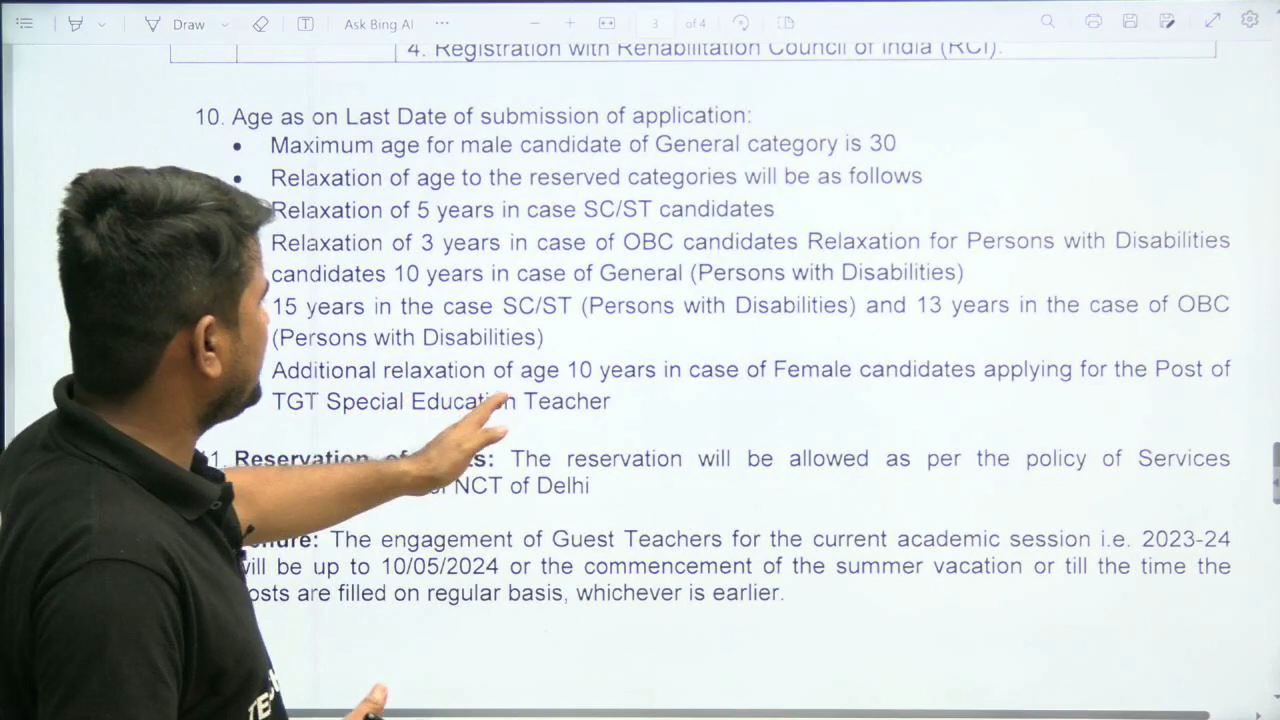 Draw
Ask Bing AI
3 of 4
4. Registration with Rehabilitation Council of India (RCI).
10. Age as on Last Date of submission of application:
• Maximum age for male candidate of General category is 30
• Relaxation of age to the reserved categories will be as follows
Relaxation of 5 years in case SC/ST candidates
Relaxation of 3 years in case of OBC candidates Relaxation for Persons with Disabilities
candidates 10 years in case of General (Persons with Disabilities)
15 years in the case SC/ST (Persons with Disabilities) and 13 years in the case of OBC
(Persons with Disabilities)
Additional relaxation of age 10 years in case of Female candidates applying for the Post of
TGT Special Education Teacher
Reservation The reservation will be allowed as per the policy of Services
NCT of Delhi
The engagement of Guest Teachers for the current academic session i.e. 2023-24
will be up to 10/05/2024 or the commencement of the summer vacation or till the time the
are filled on regular basis, whichever is earlier.